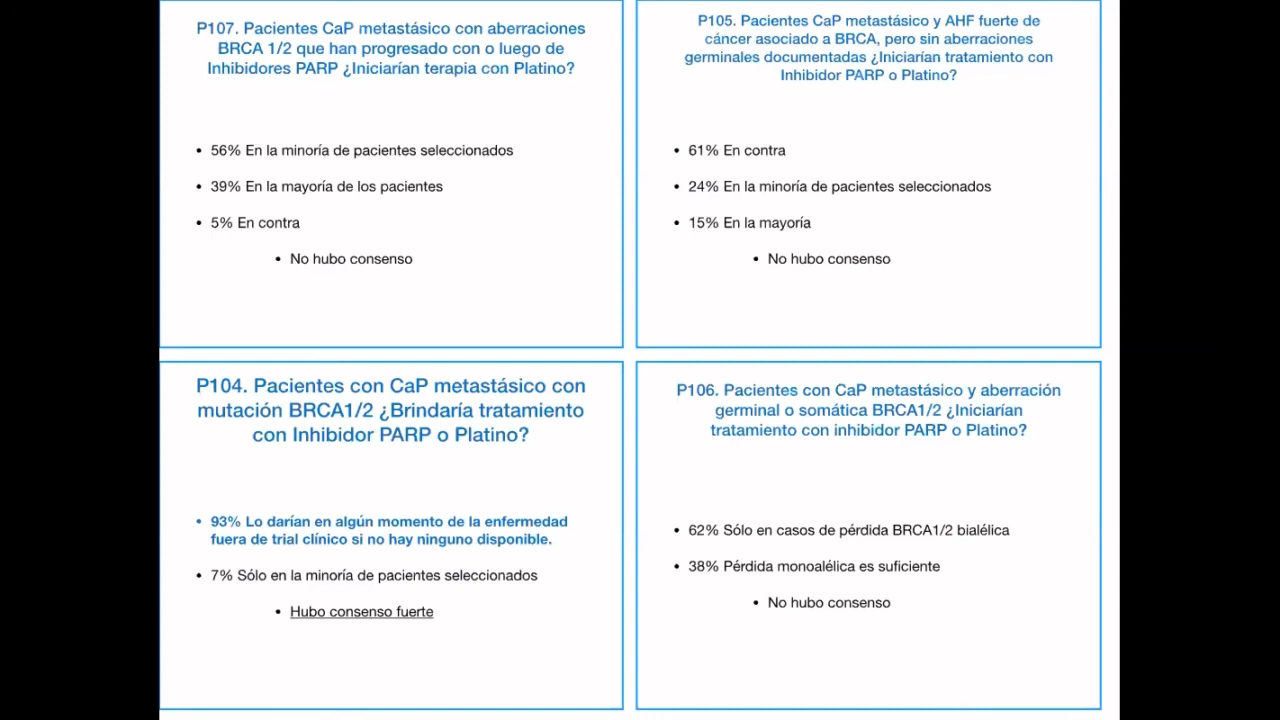 P107. Pacientes CaP metastásico con aberraciones
BRCA 1/2 que han progresado con o luego de
Inhibidores PARP ¿Iniciarían terapia con Platino?
• 56% En la minoría de pacientes seleccionados
• 39% En la mayoría de los pacientes
• 5% En contra
• No hubo consenso
P105. Pacientes CaP metastásico y AHF fuerte de
cáncer asociado a BRCA, pero sin aberraciones
germinales documentadas ¿Iniciarían tratamiento con
Inhibidor PARP o Platino?
• 61% En contra
• 24% En la minoría de pacientes seleccionados
• 15% En la mayoría
• No hubo consenso
P104. Pacientes con CaP metastásico con
mutación BRCA1/2 ¿Brindaría tratamiento
con Inhibidor PARP o Platino?
• 93% Lo darían en algún momento de la enfermedad
fuera de trial clínico si no hay ninguno disponible.
• 7% Sólo en la minoría de pacientes seleccionados
• Hubo consenso fuerte
P106. Pacientes con CaP metastásico y aberración
germinal o somática BRCA1/2 ¿Iniciarían
tratamiento con inhibidor PARP o Platino?
• 62% Sólo en casos de pérdida BRCA1/2 bialélica
• 38% Pérdida monoalélica es suficiente
• No hubo consenso